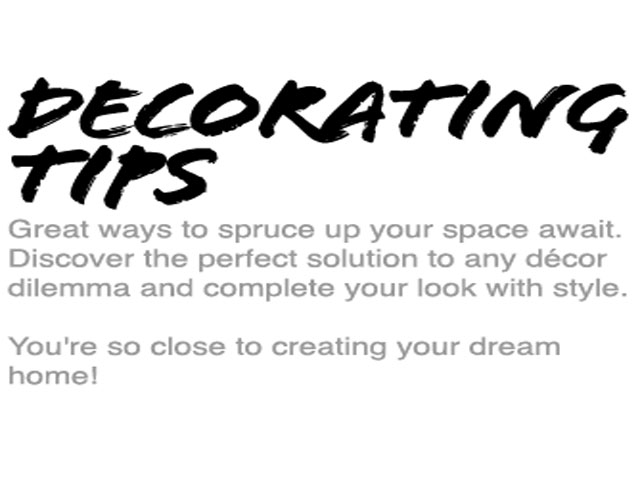 DECORATING
TIPS
Great ways to spruce up your space await.
Discover the perfect solution to any décor
dilemma and complete your look with style.
You're so close to creating your dream
home!